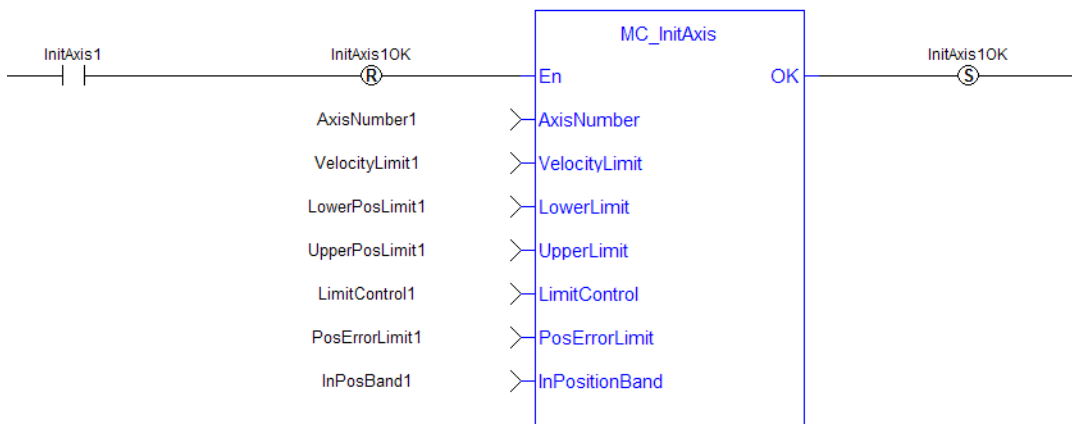 MC_InitAxis
InitAxis1 InitAxis1OK InitAxis1OK
R En OK S
AxisNumber1 AxisNumber
VelocityLimit1 VelocityLimit
LowerPosLimit1 LowerLimit
UpperPosLimit1 UpperLimit
LimitControl1 LimitControl
PosErrorLimit1 PosErrorLimit
InPosBand1 InPositionBand